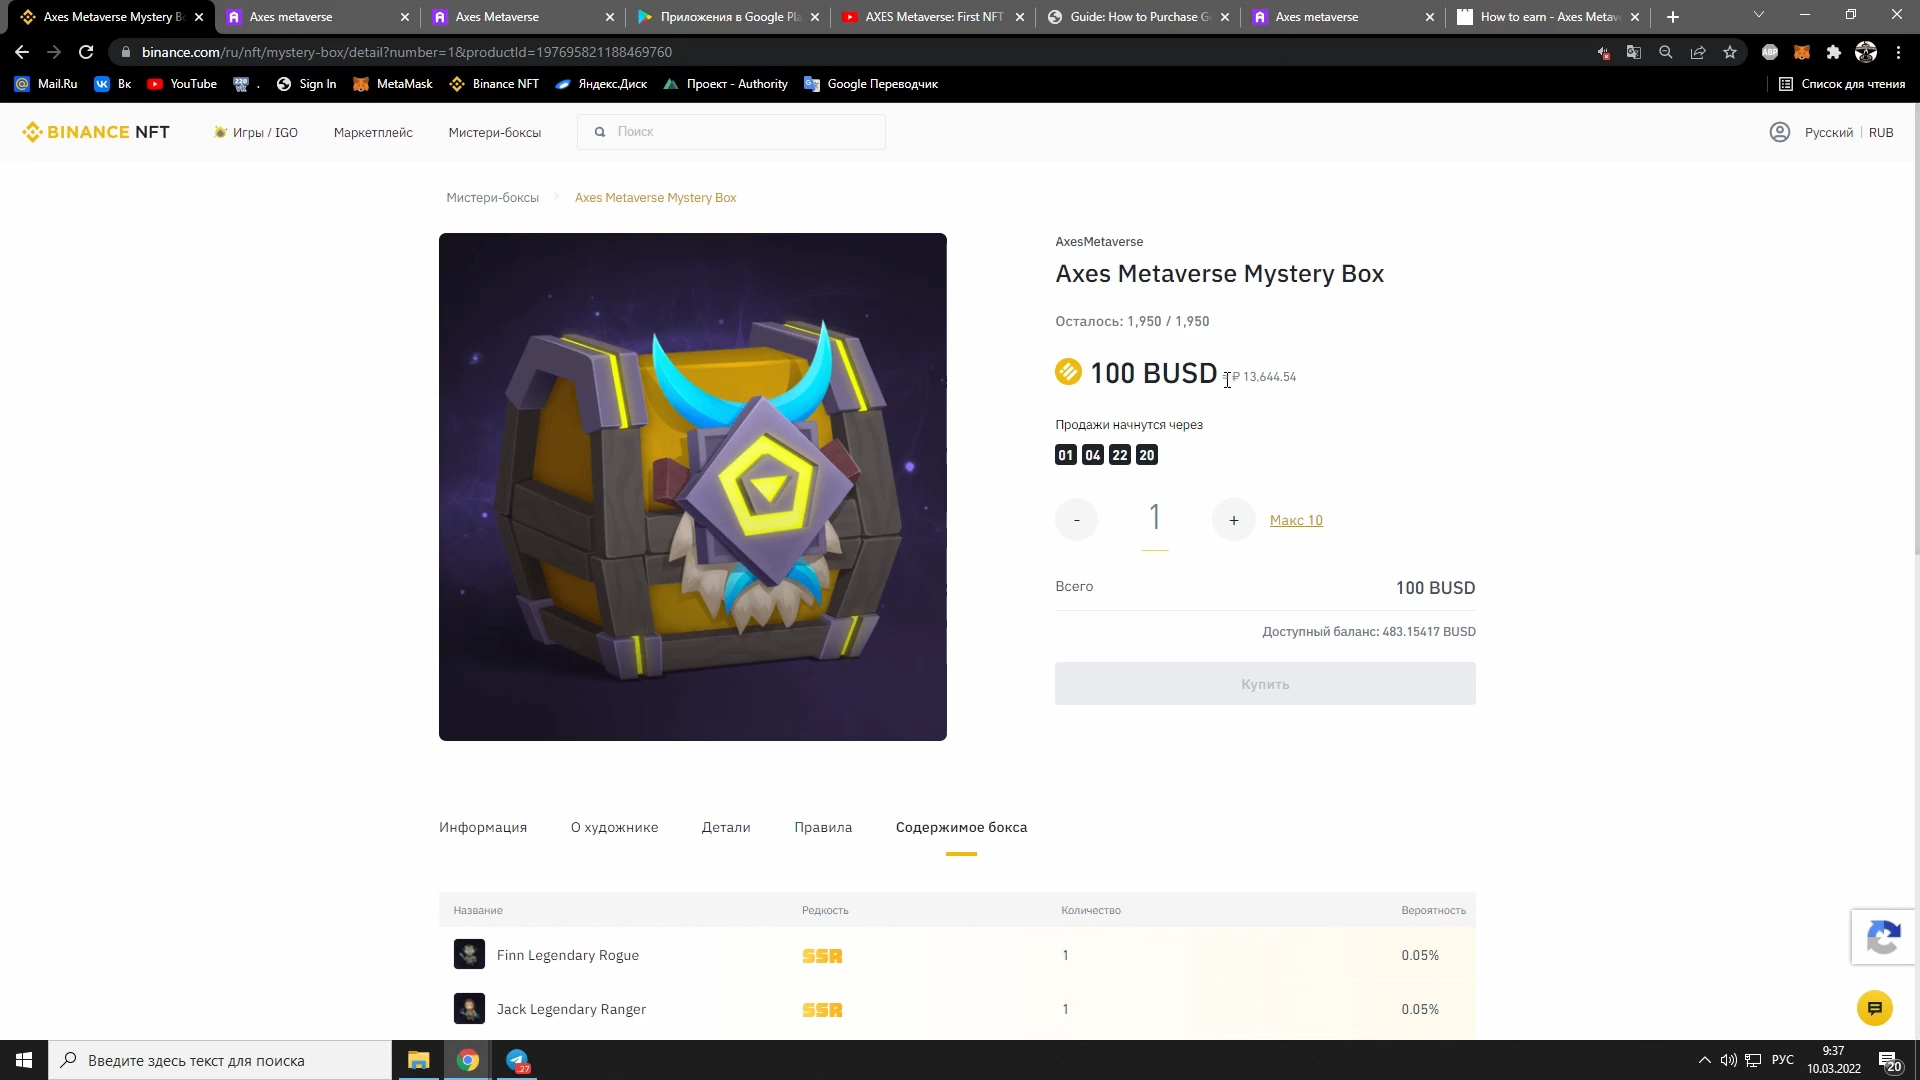 Axes Metaverse Mystery B
Axes metaverse
Axes Metaverse
Приложения в Google Pla
AXES Metaverse: First NFT
Guide: How to Purchase G
Axes metaverse
How to earn - Axes Metav
binance.com/ru/nft/mystery-box/detail?number=1&productId=197695821188469760
ABP
Mail.Ru
Вк
YouTube
.
Sign In
MetaMask
Binance NFT
Яндекс.Диск
Проект - Authority
Google Переводчик
Список для чтения
BINANCE NFT
Игры / IGO
Маркетплейс
Мистери-боксы
Поиск
Русский
RUB
Мистери-боксы
Axes Metaverse Mystery Box
AxesMetaverse
Axes Metaverse Mystery Box
Осталось: 1,950 / 1,950
100 BUSD
₽ 13,644.54
Продажи начнутся через
01 04 22 20
- 1 + Макс 10
Всего 100 BUSD
Доступный баланс: 483.15417 BUSD
Купить
Информация
О художнике
Детали
Правила
Содержимое бокса
Название Редкость Количество Вероятность
Finn Legendary Rogue SSR 1 0.05%
Jack Legendary Ranger SSR 1 0.05%
Введите здесь текст для поиска
27
РУС
9:37
10.03.2022
20